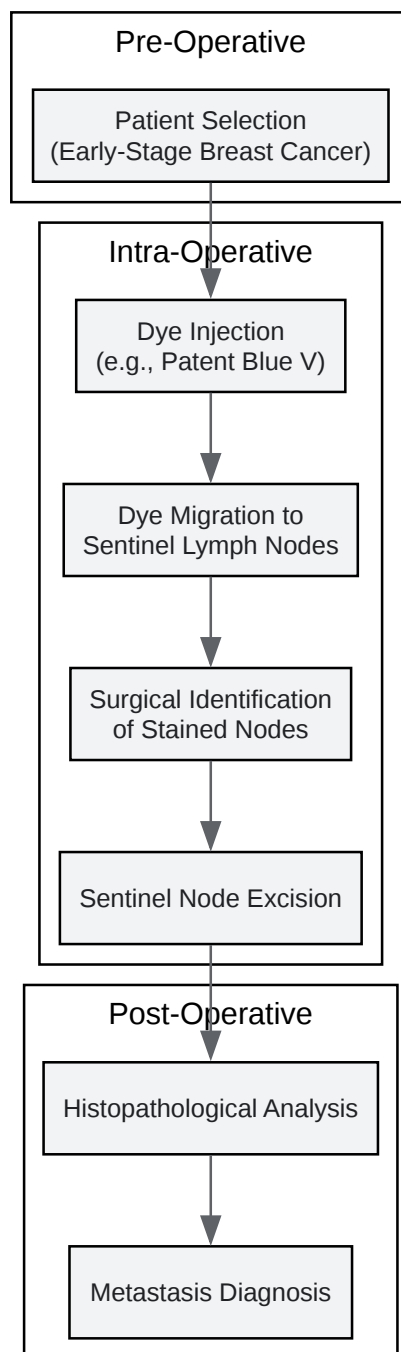 Pre-Operative
Patient Selection
(Early-Stage Breast Cancer)
Intra-Operative
Dye Injection
(e.g., Patent Blue V)
Dye Migration to
Sentinel Lymph Nodes
Surgical Identification
of Stained Nodes
Sentinel Node Excision
Post-Operative
Histopathological Analysis
Metastasis Diagnosis